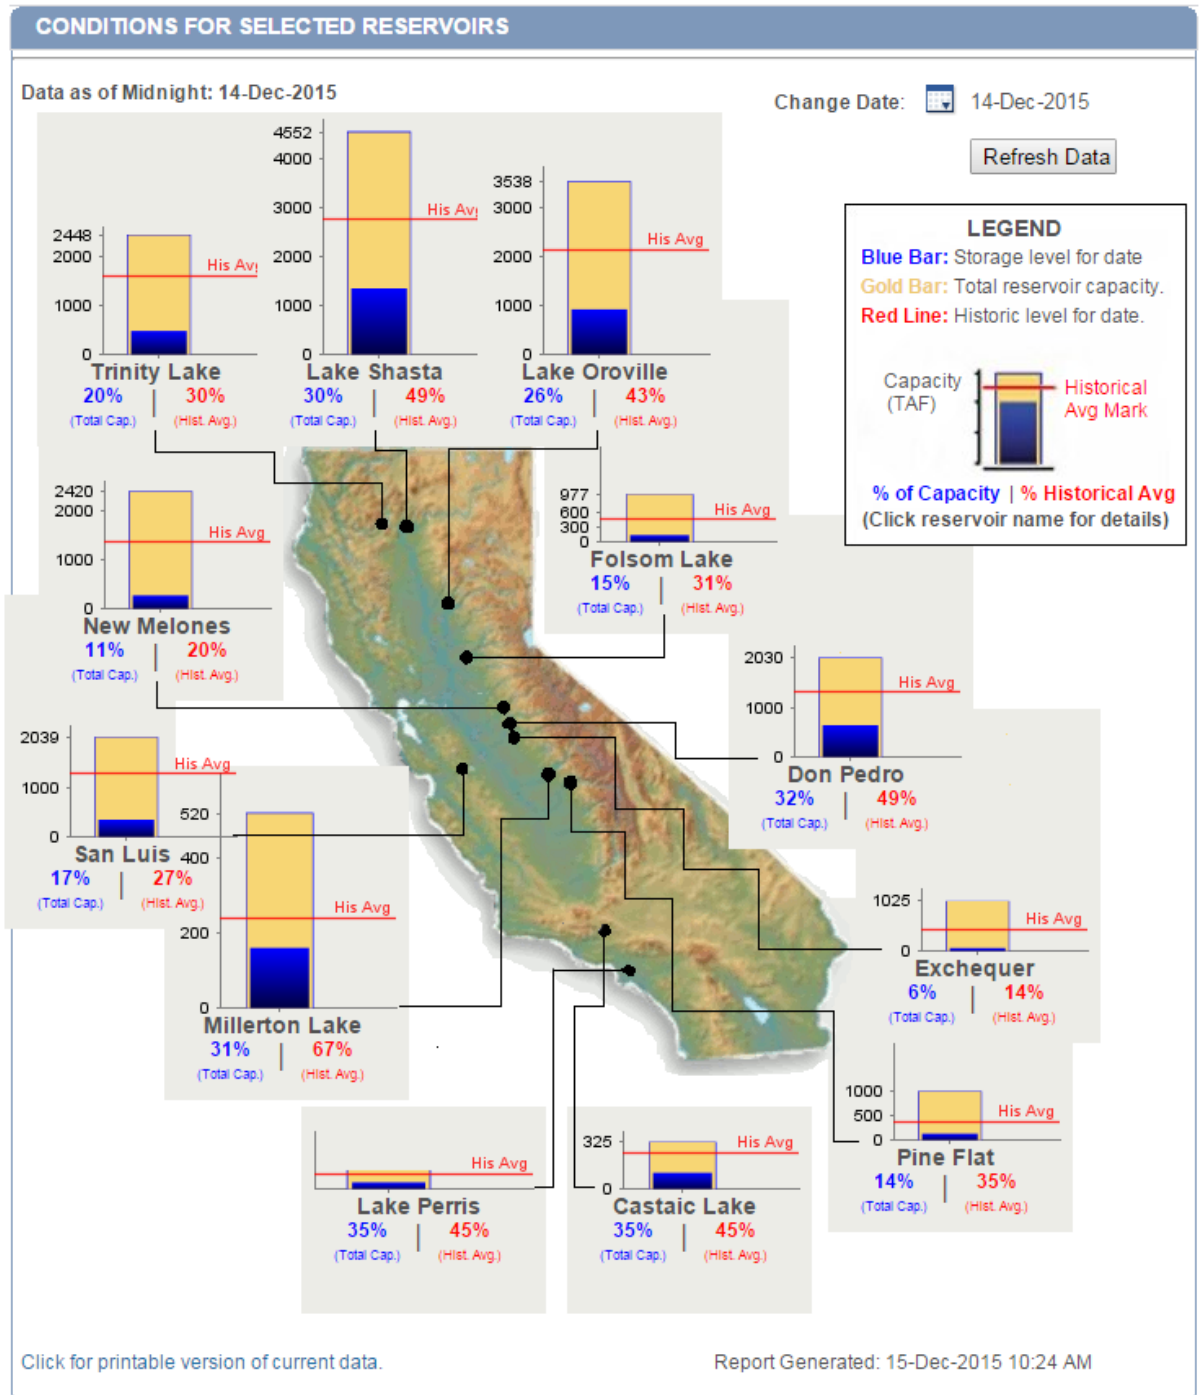 CONDITIONS FOR SELECTED RESERVOIRS
Data as of Midnight: 14-Dec-2015
Change Date: 14-Dec-2015
Refresh Data
LEGEND
Blue Bar: Storage level for date
Gold Bar: Total reservoir capacity.
Red Line: Historic level for date.
Capacity
(TAF)
Historical
Avg Mark
% of Capacity | % Historical Avg
(Click reservoir name for details)
2448
2000
1000
0
His Avg
Trinity Lake
20% | 30%
(Total Cap.) (Hist. Avg.)
4552
4000
3000
2000
1000
0
His Avg
Lake Shasta
30% | 49%
(Total Cap.) (Hist. Avg.)
3538
3000
2000
1000
0
His Avg
Lake Oroville
26% | 43%
(Total Cap.) (Hist. Avg.)
2420
2000
1000
0
His Avg
New Melones
11% | 20%
(Total Cap.) (Hist. Avg.)
977
600
300
0
His Avg
Folsom Lake
15% | 31%
(Total Cap.) (Hist. Avg.)
2030
1000
0
His Avg
Don Pedro
32% | 49%
(Total Cap.) (Hist. Avg.)
2039
1000
0
His Avg
San Luis
17% | 27%
(Total Cap.) (Hist. Avg.)
520
400
200
0
His Avg
Millerton Lake
31% | 67%
(Total Cap.) (Hist. Avg.)
1025
0
His Avg
Exchequer
6% | 14%
(Total Cap.) (Hist. Avg.)
1000
500
0
His Avg
Pine Flat
14% | 35%
(Total Cap.) (Hist. Avg.)
His Avg
Lake Perris
35% | 45%
(Total Cap.) (Hist. Avg.)
325
0
His Avg
Castaic Lake
35% | 45%
(Total Cap.) (Hist. Avg.)
Click for printable version of current data.
Report Generated: 15-Dec-2015 10:24 AM